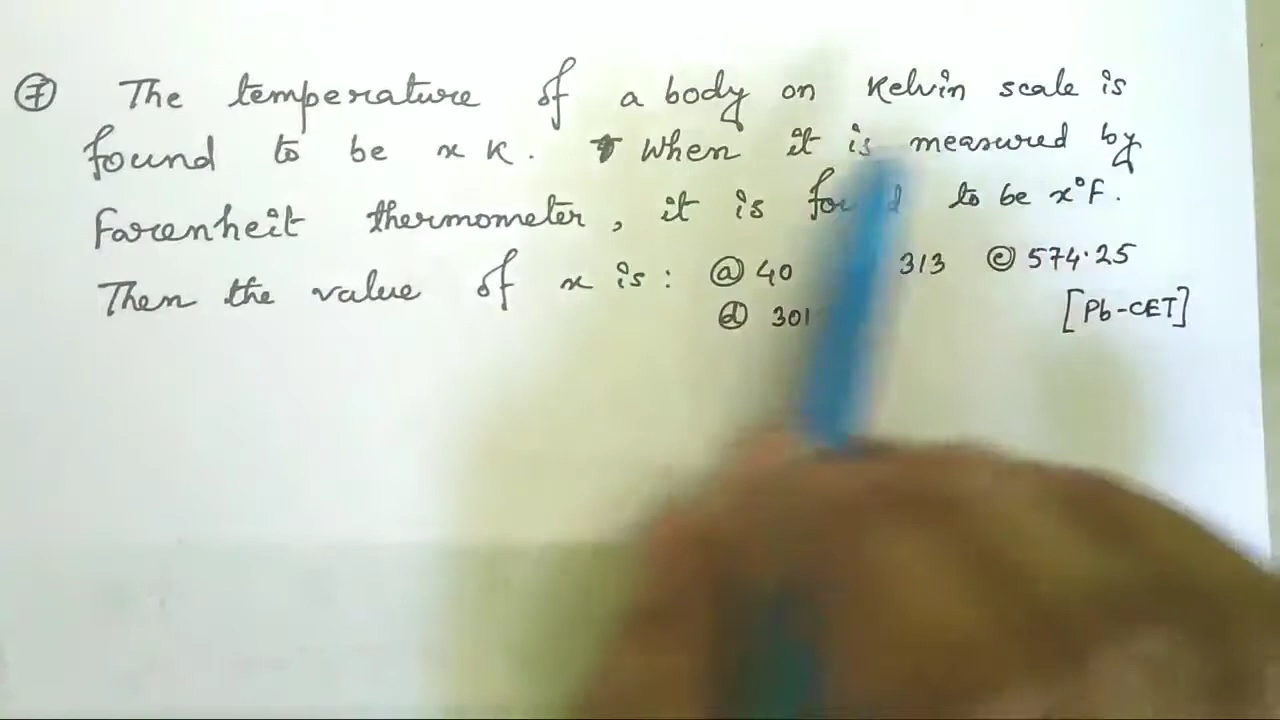 ⑦ The temperature of a body on Kelvin scale is
found to be x K. When it is measured by
Farenheit thermometer, it is to be x°F.
Then the value of x is : ⓐ 40 313 ⓒ 574.25
ⓓ 301 [Pb-CET]